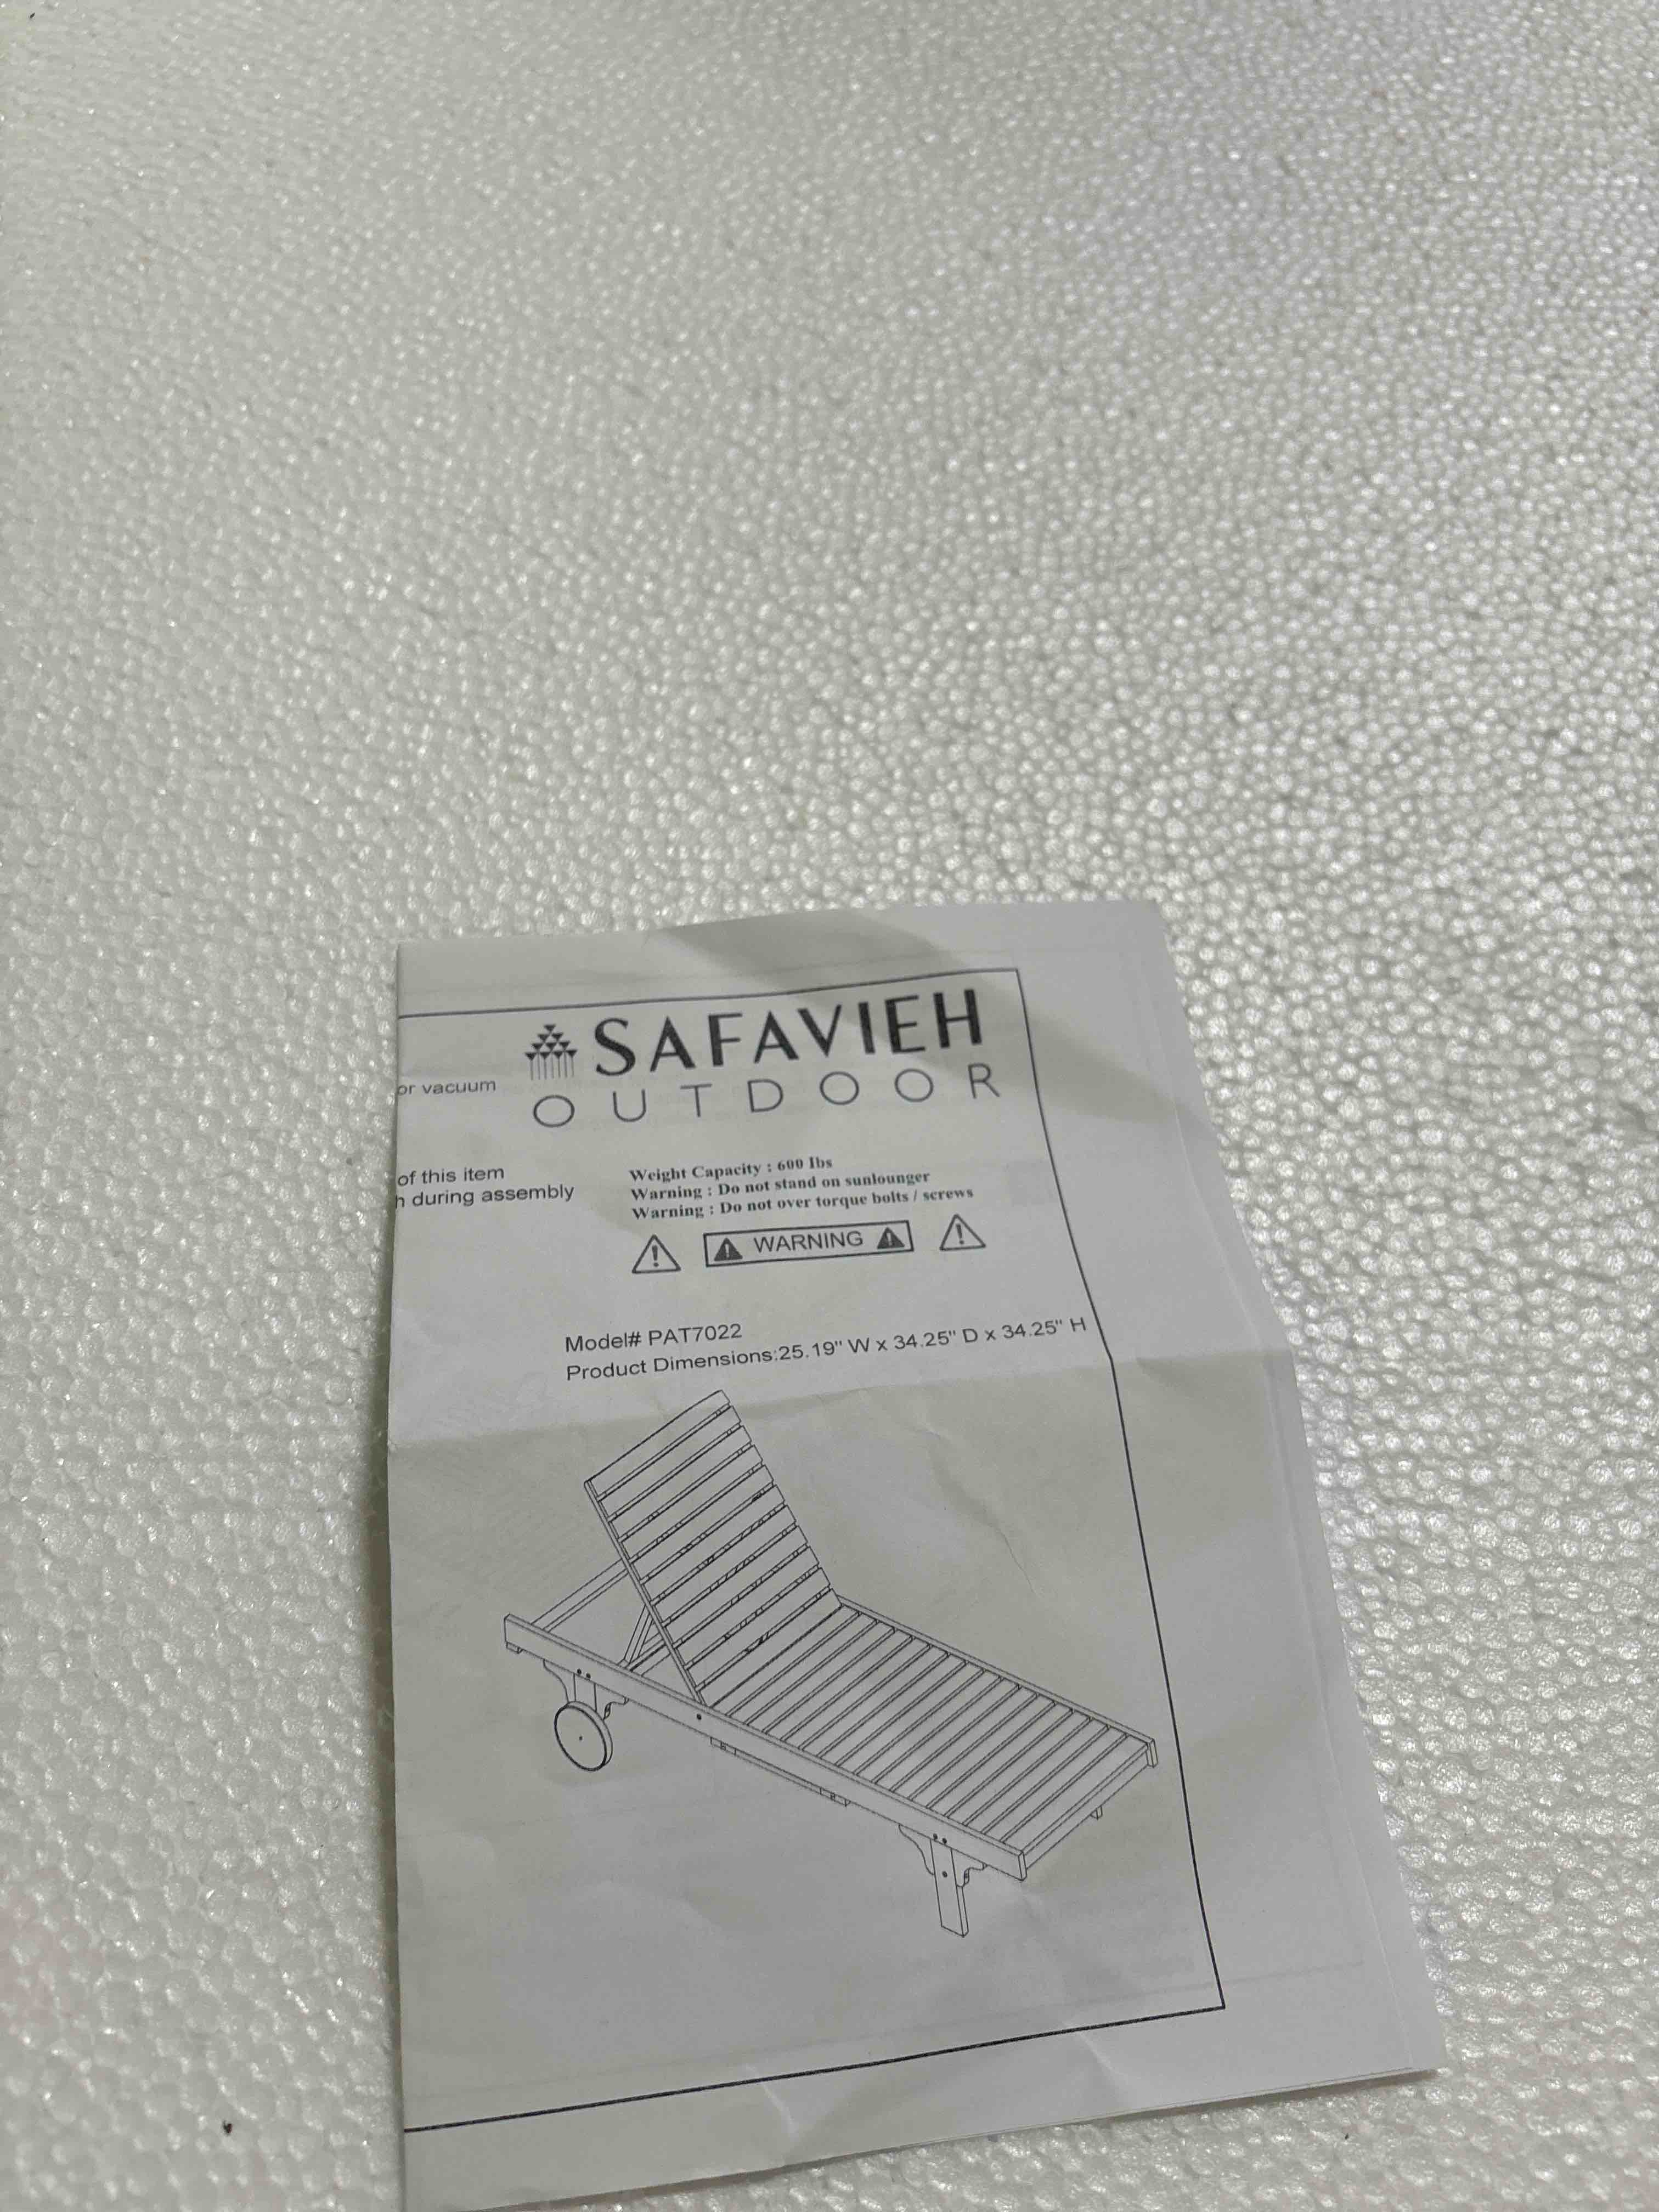 SAFAVIEH
OUTDOOR
or vacuum
of this item
during assembly
Weight Capacity : 600 lbs
Warning : Do not stand on sunlounger
Warning : Do not over torque bolts / screws
WARNING
Model# PAT7022
Product Dimensions:25.19" W x 34.25" D x 34.25" H